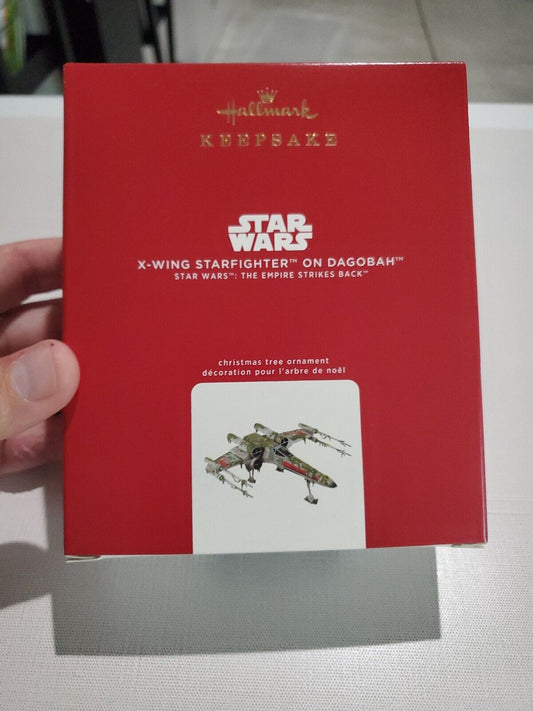 Hallmark
KEEPSAKE
STAR
WARS
X-WING STARFIGHTER™ ON DAGOBAH™
STAR WARS™: THE EMPIRE STRIKES BACK™
christmas tree ornament
décoration pour l'arbre de noël